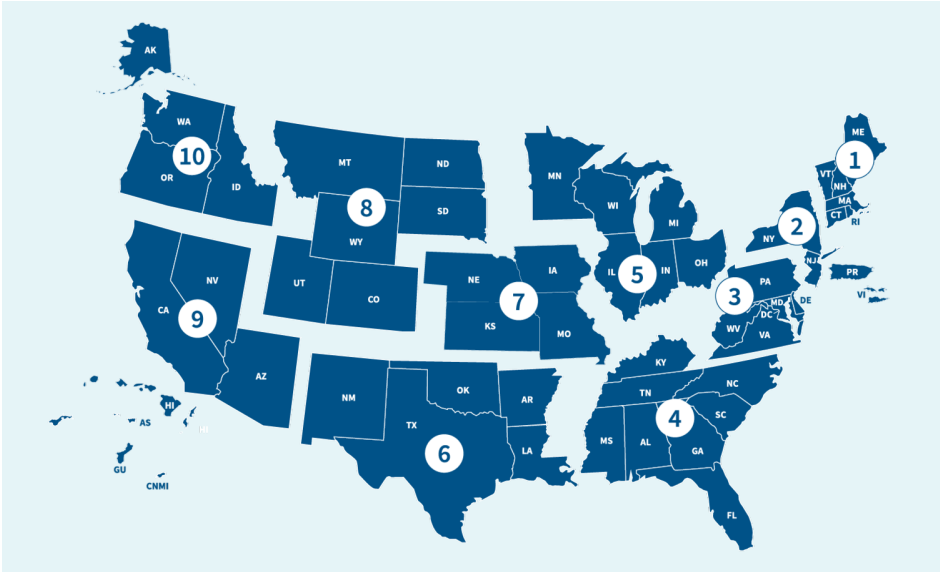 AK
WA
10
OR
ID
MT
ND
8
SD
WY
UT
CO
NV
CA
9
AZ
HI
AS
HI
GU
CNMI
NE
IA
7
KS
MO
NM
OK
TX
AR
6
LA
MN
WI
MI
IL
5
IN
OH
KY
TN
NC
4
SC
MS
AL
GA
FL
PA
3
MD
DE
DC
WV
VA
NY
2
NJ
PR
VI
ME
1
VT
NH
MA
CT
RI